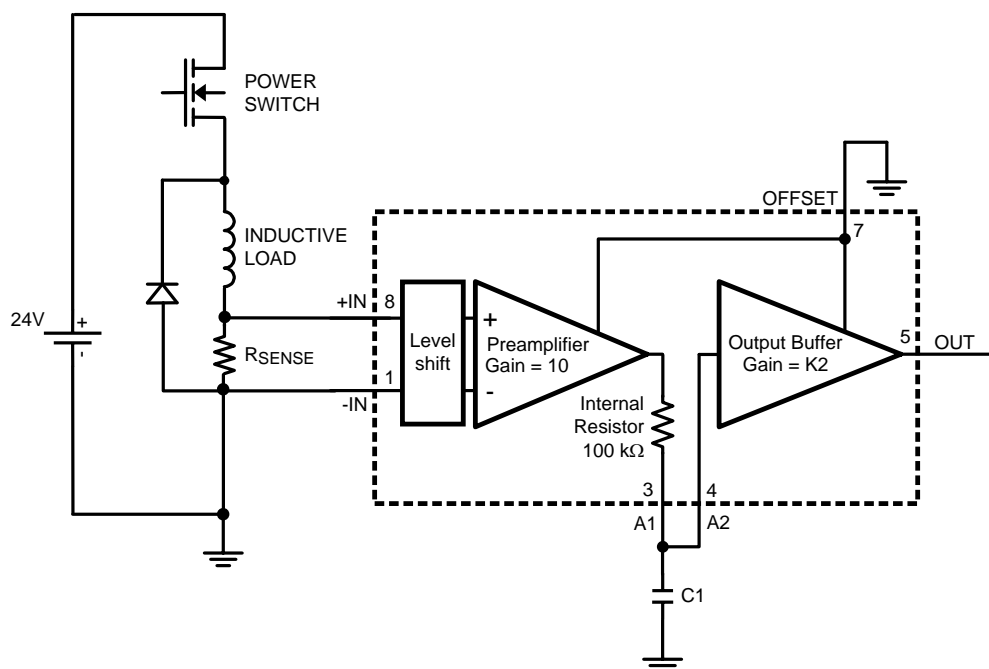 POWER
SWITCH
OFFSET
7
INDUCTIVE
LOAD
+IN
8
24V
+
-
RSENSE
Level
shift
+
Preamplifier
Gain = 10
-
Output Buffer
Gain = K2
5
OUT
1
-IN
Internal
Resistor
100 kΩ
3
4
A1
A2
C1